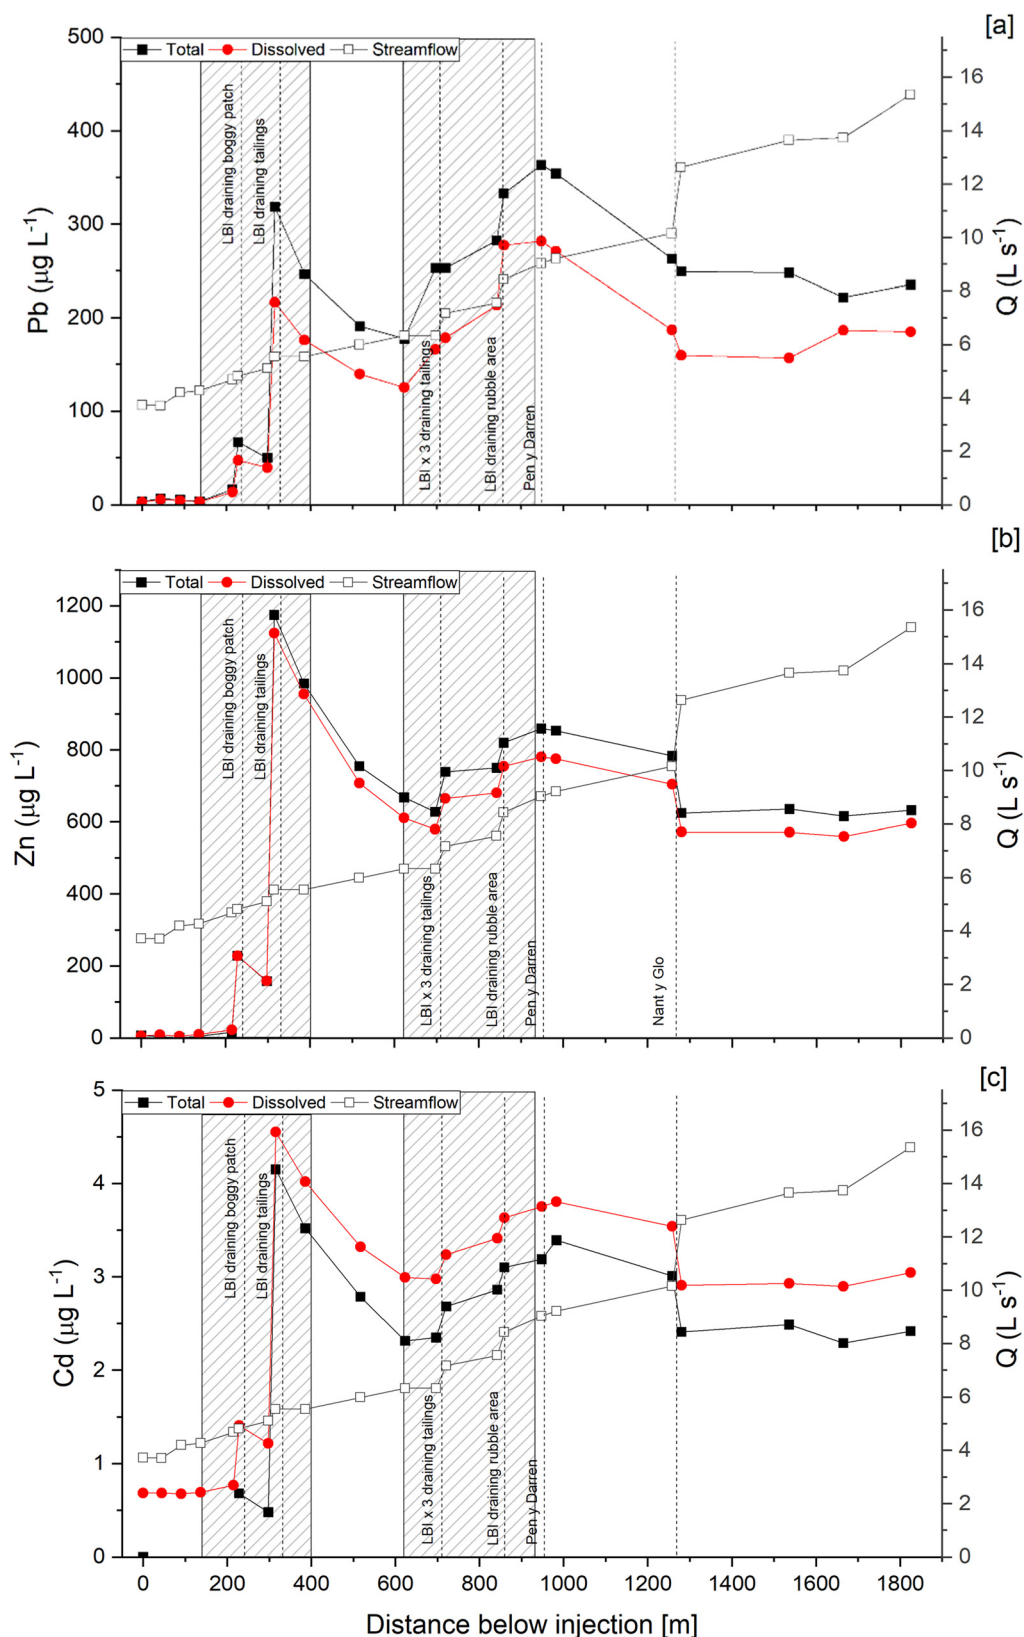 [a]
Total Dissolved Streamflow
500
400
300
200
100
0
Pb (µg L⁻¹)
LBI draining boggy patch
LBI draining tailings
LBI x 3 draining tailings
LBI draining rubble area
Pen y Darren
16
14
12
10
8
6
4
2
0
Q (L s⁻¹)
[b]
Total Dissolved Streamflow
1200
1000
800
600
400
200
0
Zn (µg L⁻¹)
LBI draining boggy patch
LBI draining tailings
LBI x 3 draining tailings
LBI draining rubble area
Pen y Darren
Nant y Glo
16
14
12
10
8
6
4
2
0
Q (L s⁻¹)
[c]
Total Dissolved Streamflow
5
4
3
2
1
0
Cd (µg L⁻¹)
LBI draining boggy patch
LBI draining tailings
LBI x 3 draining tailings
LBI draining rubble area
Pen y Darren
16
14
12
10
8
6
4
2
0
Q (L s⁻¹)
0 200 400 600 800 1000 1200 1400 1600 1800
Distance below injection [m]